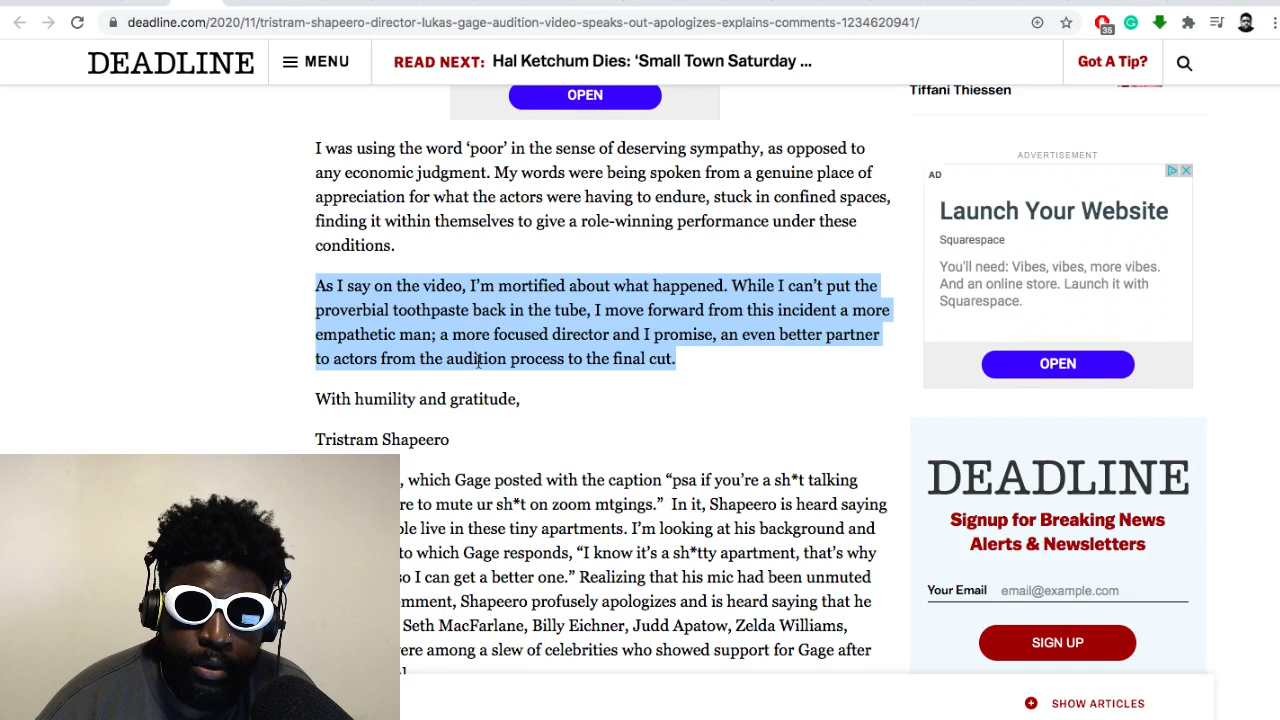 deadline.com/2020/11/tristram-shapeero-director-lukas-gage-audition-video-speaks-out-apologizes-explains-comments-1234620941/
35
DEADLINE
MENU
READ NEXT: Hal Ketchum Dies: ‘Small Town Saturday ...
Got A Tip?
OPEN
I was using the word ‘poor’ in the sense of deserving sympathy, as opposed to
any economic judgment. My words were being spoken from a genuine place of
appreciation for what the actors were having to endure, stuck in confined spaces,
finding it within themselves to give a role-winning performance under these
conditions.
As I say on the video, I’m mortified about what happened. While I can’t put the
proverbial toothpaste back in the tube, I move forward from this incident a more
empathetic man; a more focused director and I promise, an even better partner
to actors from the audition process to the final cut.
With humility and gratitude,
Tristram Shapeero
, which Gage posted with the caption “psa if you’re a sh*t talking
re to mute ur sh*t on zoom mtgings.” In it, Shapeero is heard saying
ple live in these tiny apartments. I’m looking at his background and
to which Gage responds, “I know it’s a sh*tty apartment, that’s why
so I can get a better one.” Realizing that his mic had been unmuted
mment, Shapeero profusely apologizes and is heard saying that he
Seth MacFarlane, Billy Eichner, Judd Apatow, Zelda Williams,
ere among a slew of celebrities who showed support for Gage after
Tiffani Thiessen
ADVERTISEMENT
AD
Launch Your Website
Squarespace
You'll need: Vibes, vibes, more vibes.
And an online store. Launch it with
Squarespace.
OPEN
DEADLINE
Signup for Breaking News
Alerts & Newsletters
Your Email email@example.com
SIGN UP
SHOW ARTICLES